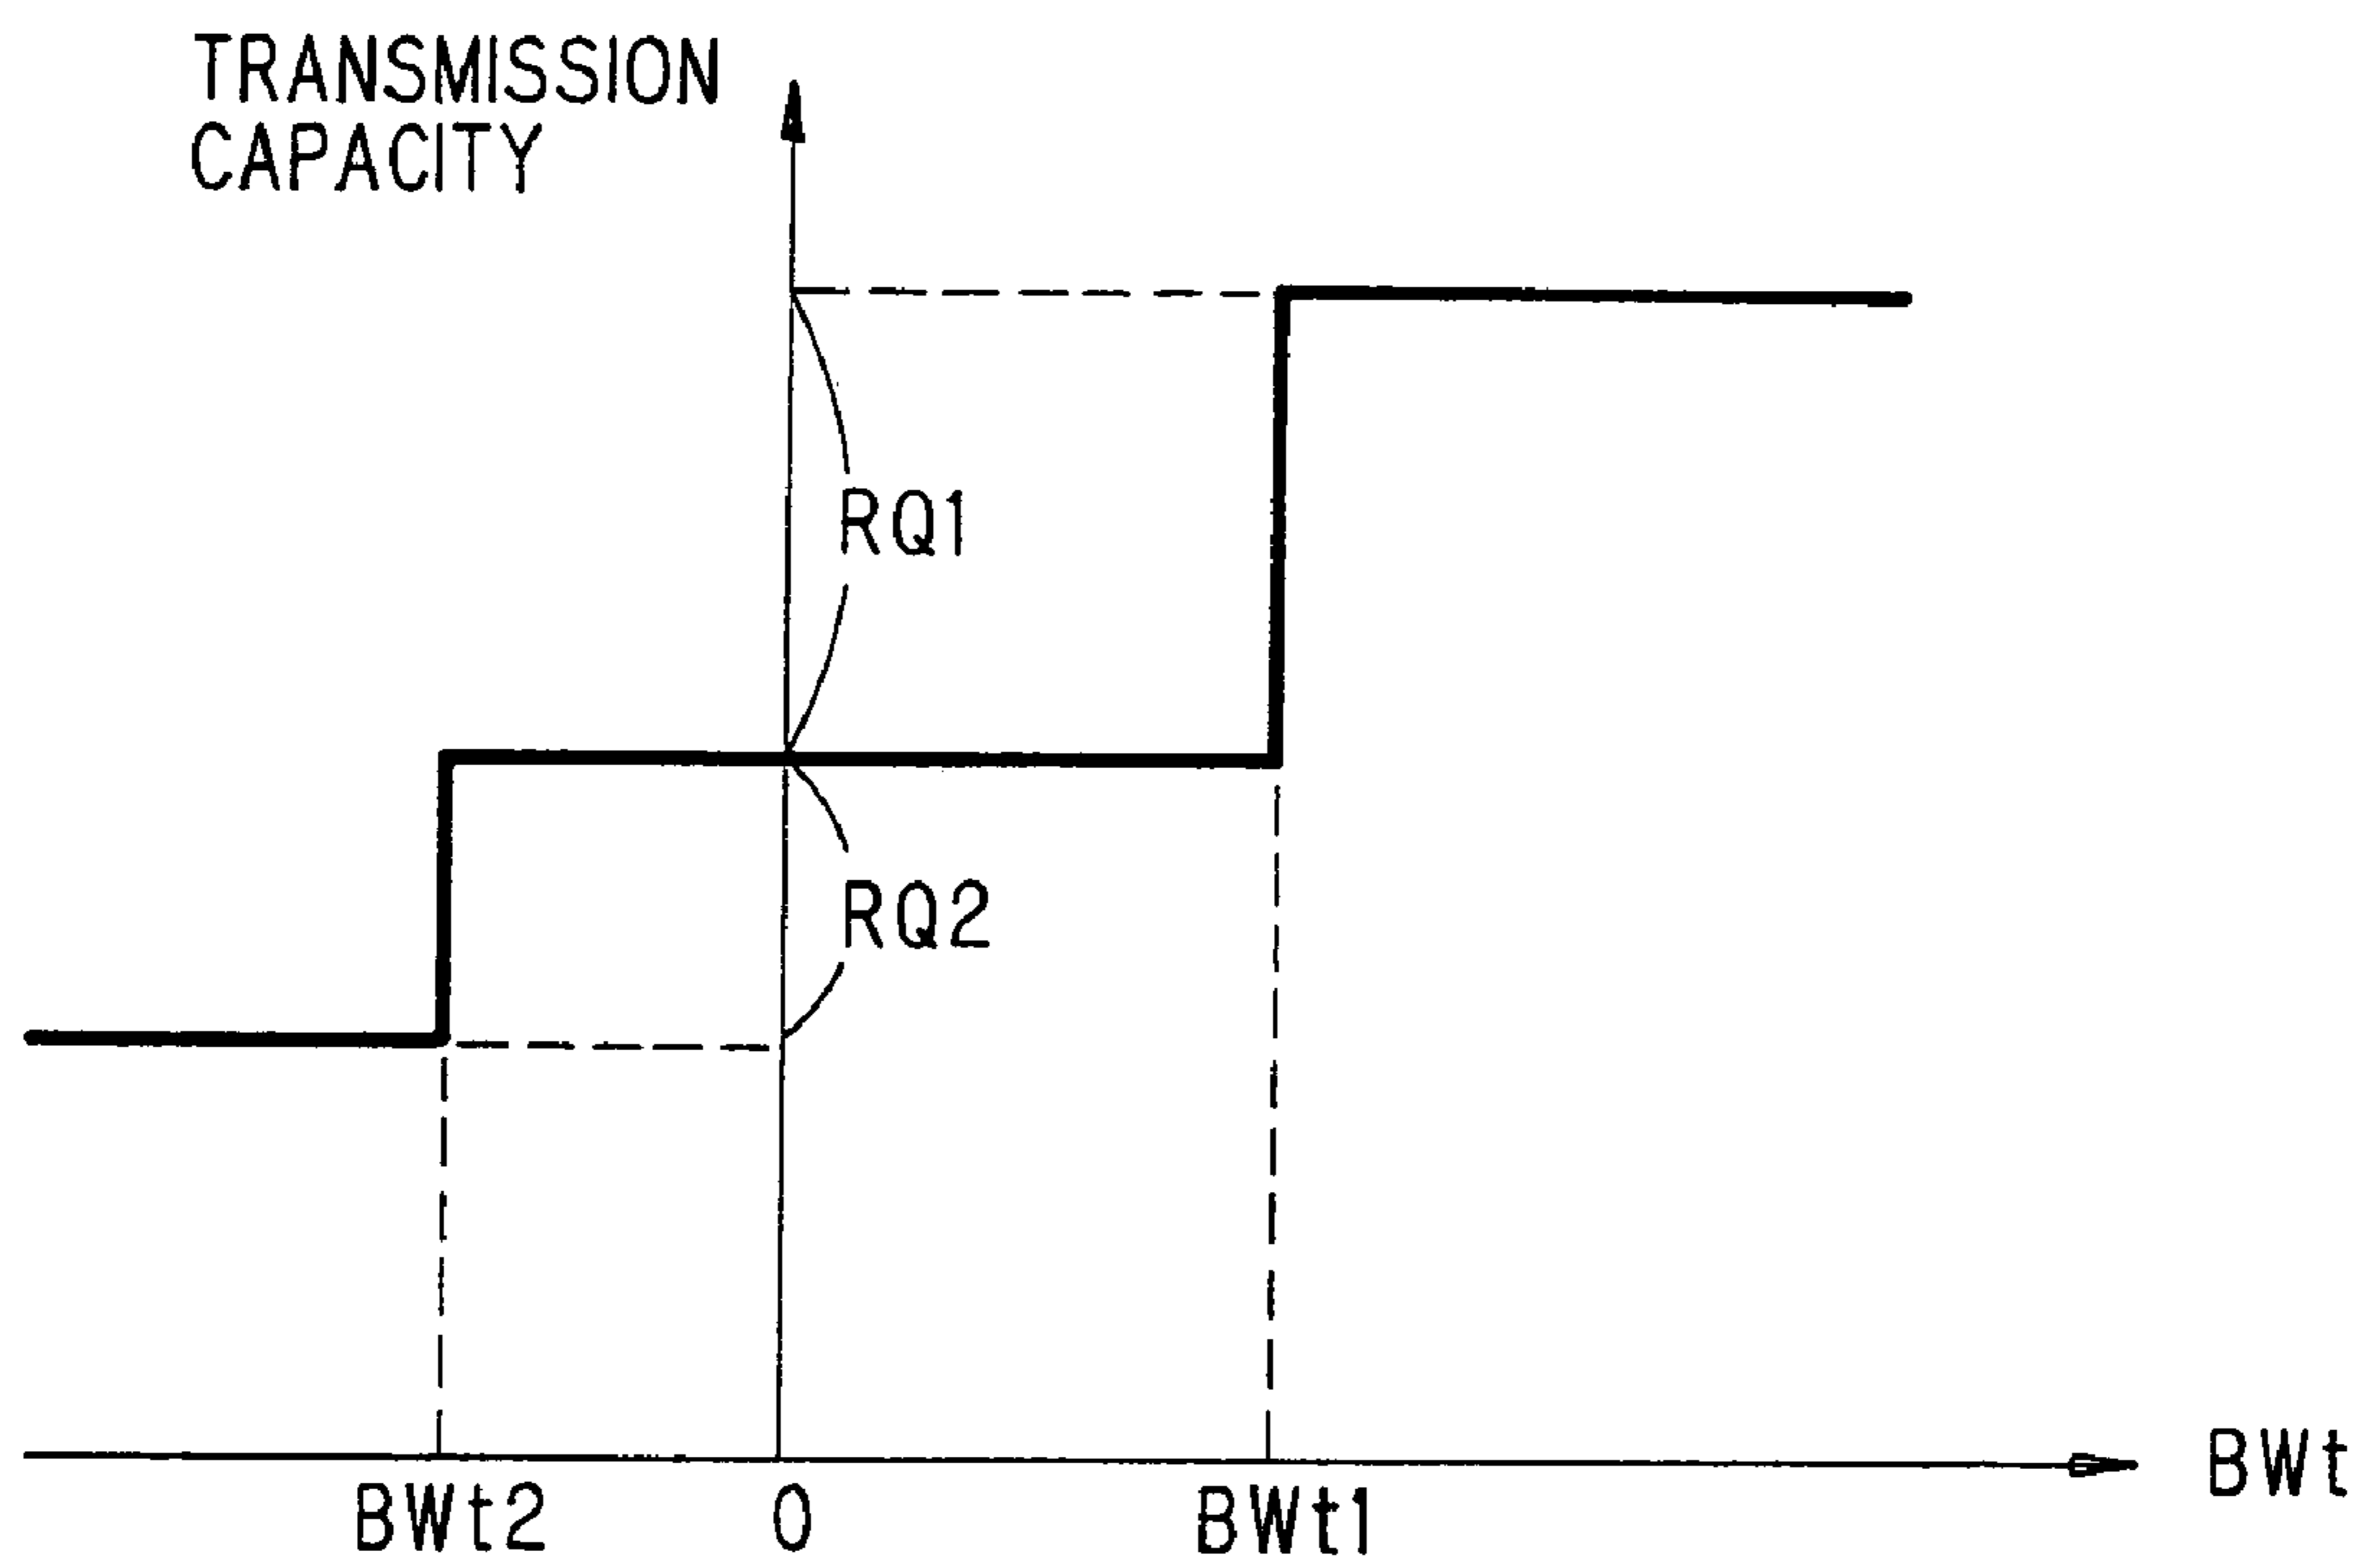 TRANSMISSION
CAPACITY
RQ1
RQ2
BWt2 0 BWt1 BWt